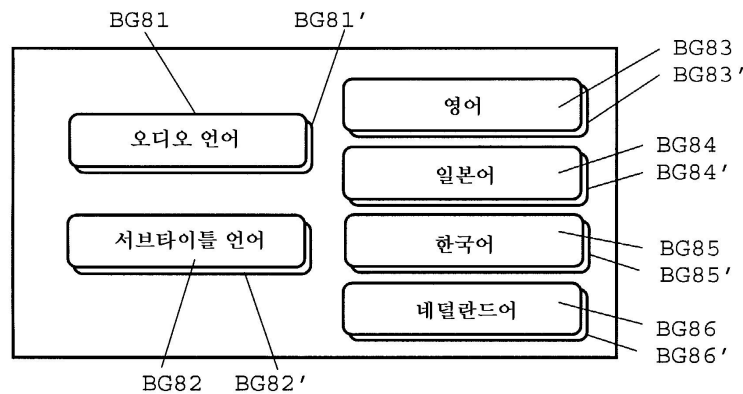 BG81
BG81'
BG83
BG83'
영어
오디오 언어
BG84
BG84'
일본어
서브타이틀 언어
한국어
BG85
BG85'
네덜란드어
BG86
BG86'
BG82
BG82'